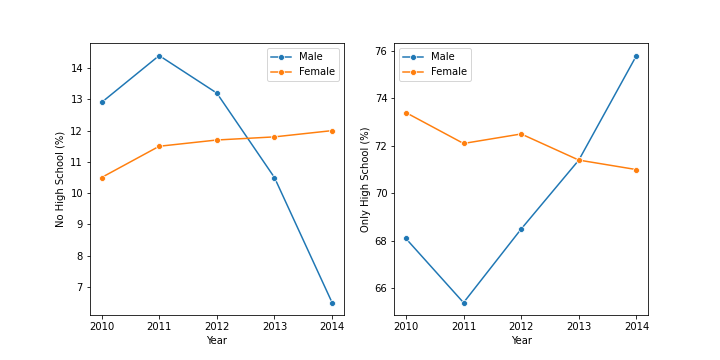 Male
Female
14
13
12
11
10
9
8
7
No High School (%)
2010 2011 2012 2013 2014
Year
Male
Female
76
74
72
70
68
66
Only High School (%)
2010 2011 2012 2013 2014
Year